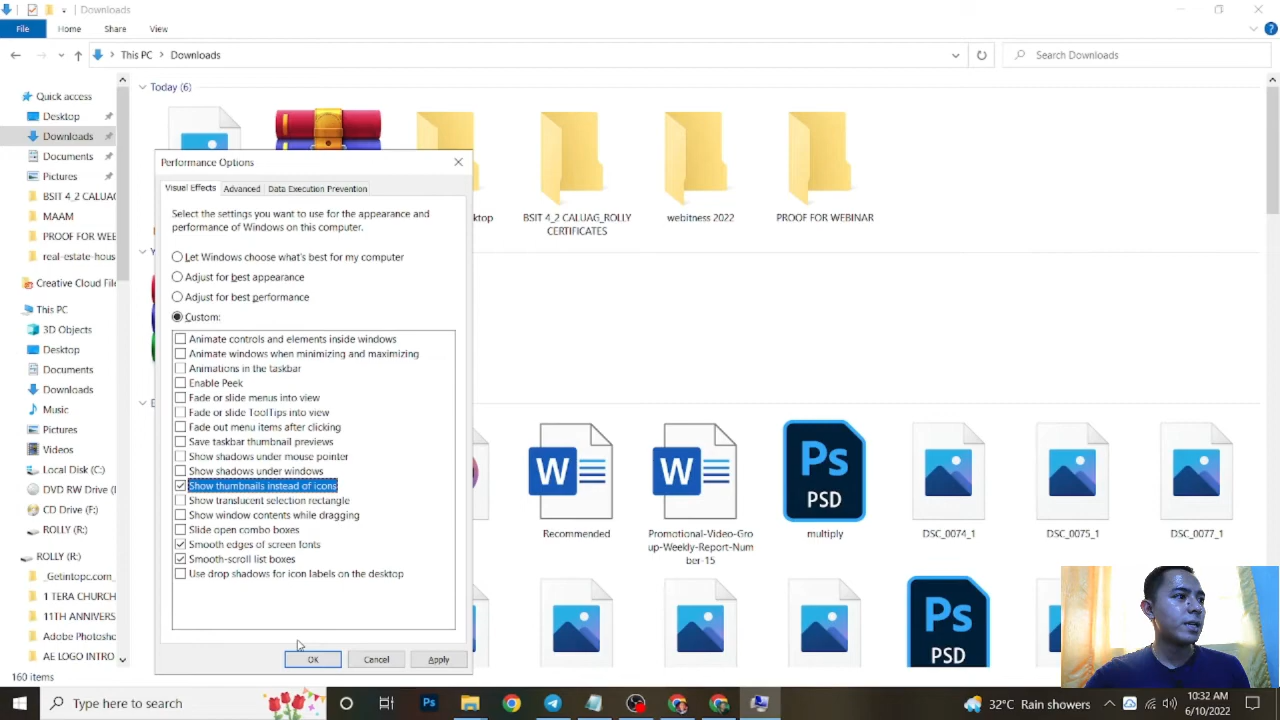 Downloads
File
Home
Share
View
This PC
Downloads
Search Downloads
Quick access
Desktop
Downloads
Documents
Pictures
BSIT 4_2 CALUAG
MAAM
PROOF FOR WEB
real-estate-hous
Creative Cloud File
This PC
3D Objects
Desktop
Documents
Downloads
Music
Pictures
Videos
Local Disk (C:)
DVD RW Drive (
CD Drive (F:)
ROLLY (R:)
ROLLY (R:)
_Getintopc.com_
1 TERA CHURCH
11TH ANNIVERS
Adobe Photosho
AE LOGO INTRO
160 items
Today (6)
ktop
BSIT 4_2 CALUAG_ROLLY
CERTIFICATES
webitness 2022
PROOF FOR WEBINAR
Performance Options
Visual Effects
Advanced
Data Execution Prevention
Select the settings you want to use for the appearance and
performance of Windows on this computer.
Let Windows choose what's best for my computer
Adjust for best appearance
Adjust for best performance
Custom:
Animate controls and elements inside windows
Animate windows when minimizing and maximizing
Animations in the taskbar
Enable Peek
Fade or slide menus into view
Fade or slide ToolTips into view
Fade out menu items after clicking
Save taskbar thumbnail previews
Show shadows under mouse pointer
Show shadows under windows
Show thumbnails instead of icons
Show translucent selection rectangle
Show window contents while dragging
Slide open combo boxes
Smooth edges of screen fonts
Smooth-scroll list boxes
Use drop shadows for icon labels on the desktop
OK
Cancel
Apply
W
W
Ps
PSD
Recommended
Promotional-Video-Gro
up-Weekly-Report-Num
ber-15
multiply
DSC_0074_1
DSC_0075_1
DSC_0077_1
Ps
PSD
Type here to search
Ps
32°C Rain showers
10:32 AM
6/10/2022